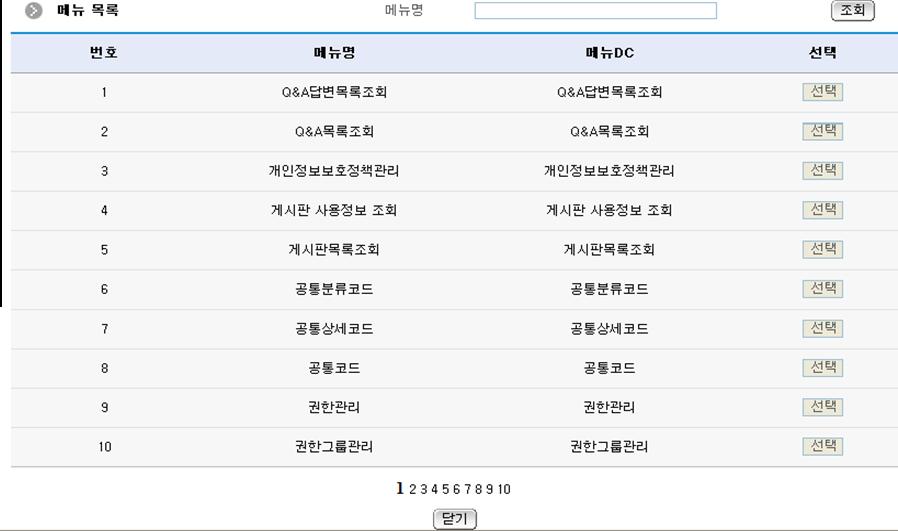 메뉴 목록 메뉴명 조회
번호 메뉴명 메뉴DC 선택
1 Q&A답변목록조회 Q&A답변목록조회 선택
2 Q&A목록조회 Q&A목록조회 선택
3 개인정보보호정책관리 개인정보보호정책관리 선택
4 게시판 사용정보 조회 게시판 사용정보 조회 선택
5 게시판목록조회 게시판목록조회 선택
6 공통분류코드 공통분류코드 선택
7 공통상세코드 공통상세코드 선택
8 공통코드 공통코드 선택
9 권한관리 권한관리 선택
10 권한그룹관리 권한그룹관리 선택
1 2 3 4 5 6 7 8 9 10
닫기